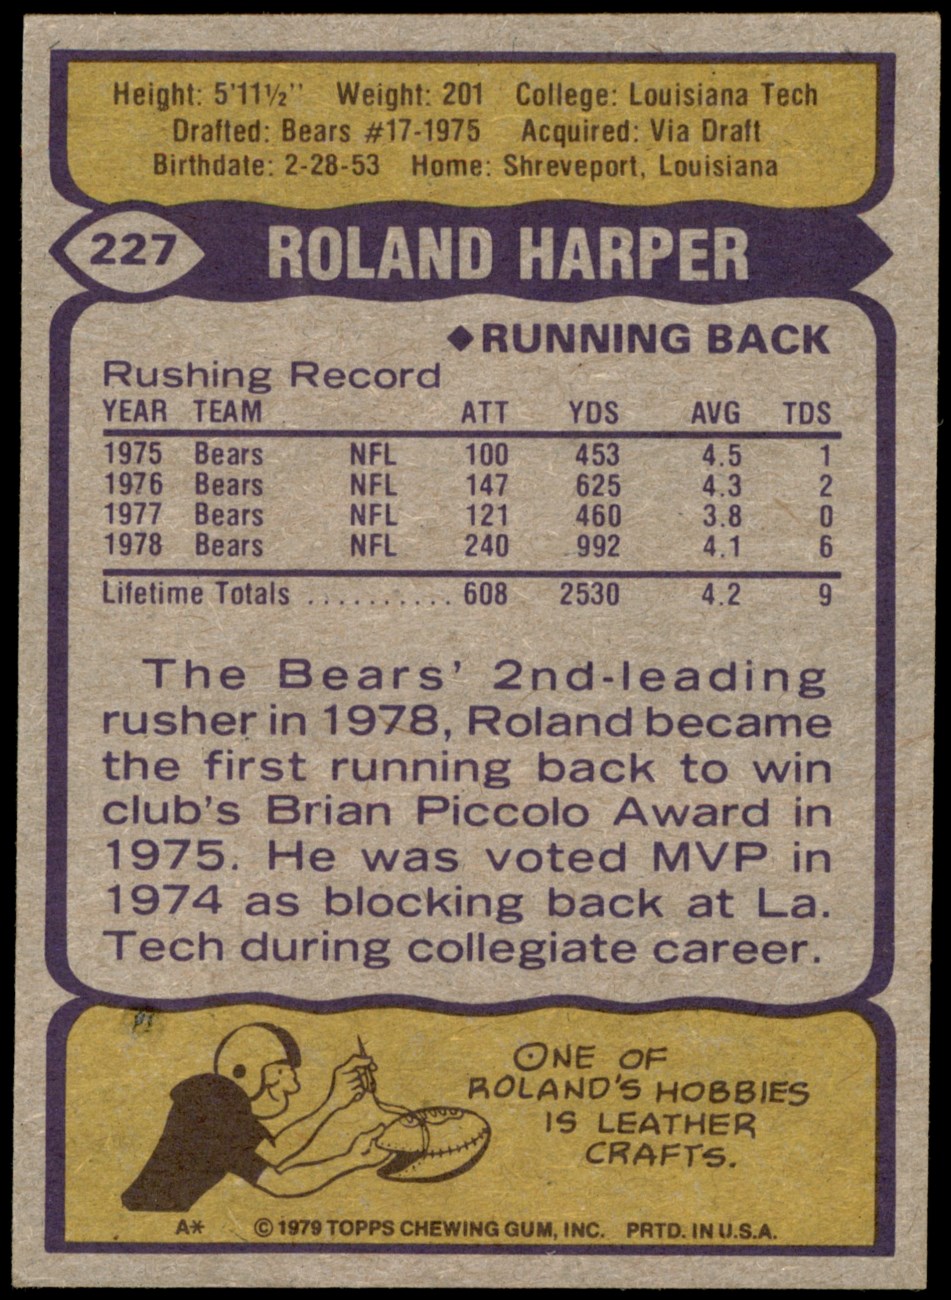 Height: 5'11½'' Weight: 201 College: Louisiana Tech
Drafted: Bears #17-1975 Acquired: Via Draft
Birthdate: 2-28-53 Home: Shreveport, Louisiana
227 ROLAND HARPER
◆RUNNING BACK
Rushing Record
YEAR TEAM ATT YDS AVG TDS
1975 Bears NFL 100 453 4.5 1
1976 Bears NFL 147 625 4.3 2
1977 Bears NFL 121 460 3.8 0
1978 Bears NFL 240 992 4.1 6
Lifetime Totals .......... 608 2530 4.2 9
The Bears' 2nd-leading
rusher in 1978, Roland became
the first running back to win
club's Brian Piccolo Award in
1975. He was voted MVP in
1974 as blocking back at La.
Tech during collegiate career.
ONE OF
ROLAND'S HOBBIES
IS LEATHER
CRAFTS.
A* © 1979 TOPPS CHEWING GUM, INC. PRTD. IN U.S.A.